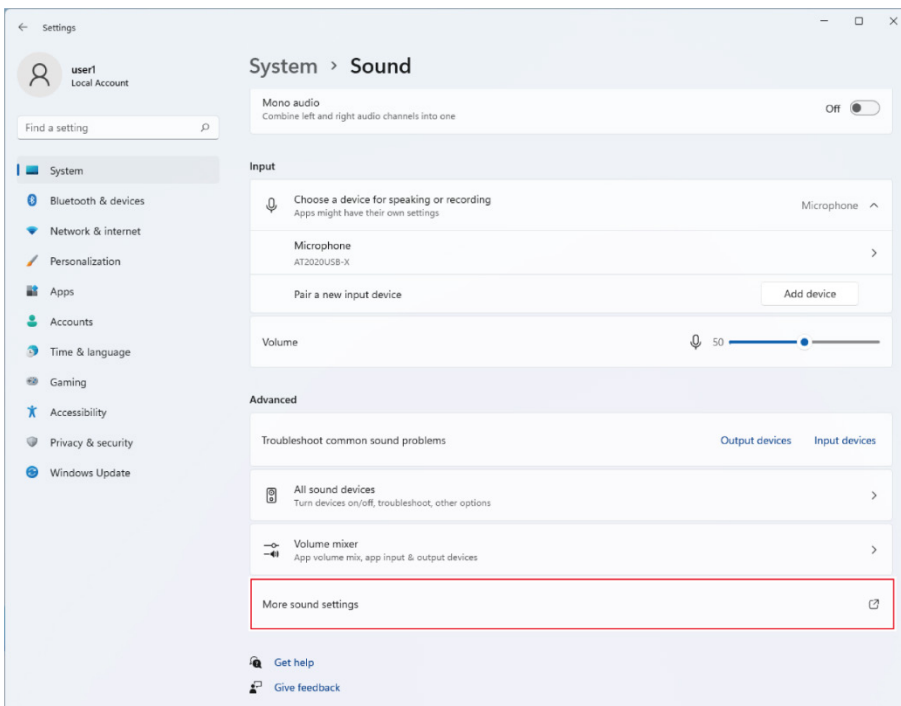 Settings
user1
Local Account
Find a setting
System
Bluetooth & devices
Network & internet
Personalization
Apps
Accounts
Time & language
Gaming
Accessibility
Privacy & security
Windows Update
System > Sound
Mono audio
Combine left and right audio channels into one
Off
Input
Choose a device for speaking or recording
Apps might have their own settings
Microphone
Microphone
AT2020USB-X
Pair a new input device
Add device
Volume
50
Advanced
Troubleshoot common sound problems
Output devices
Input devices
All sound devices
Turn devices on/off, troubleshoot, other options
Volume mixer
App volume mix, app input & output devices
More sound settings
Get help
Give feedback